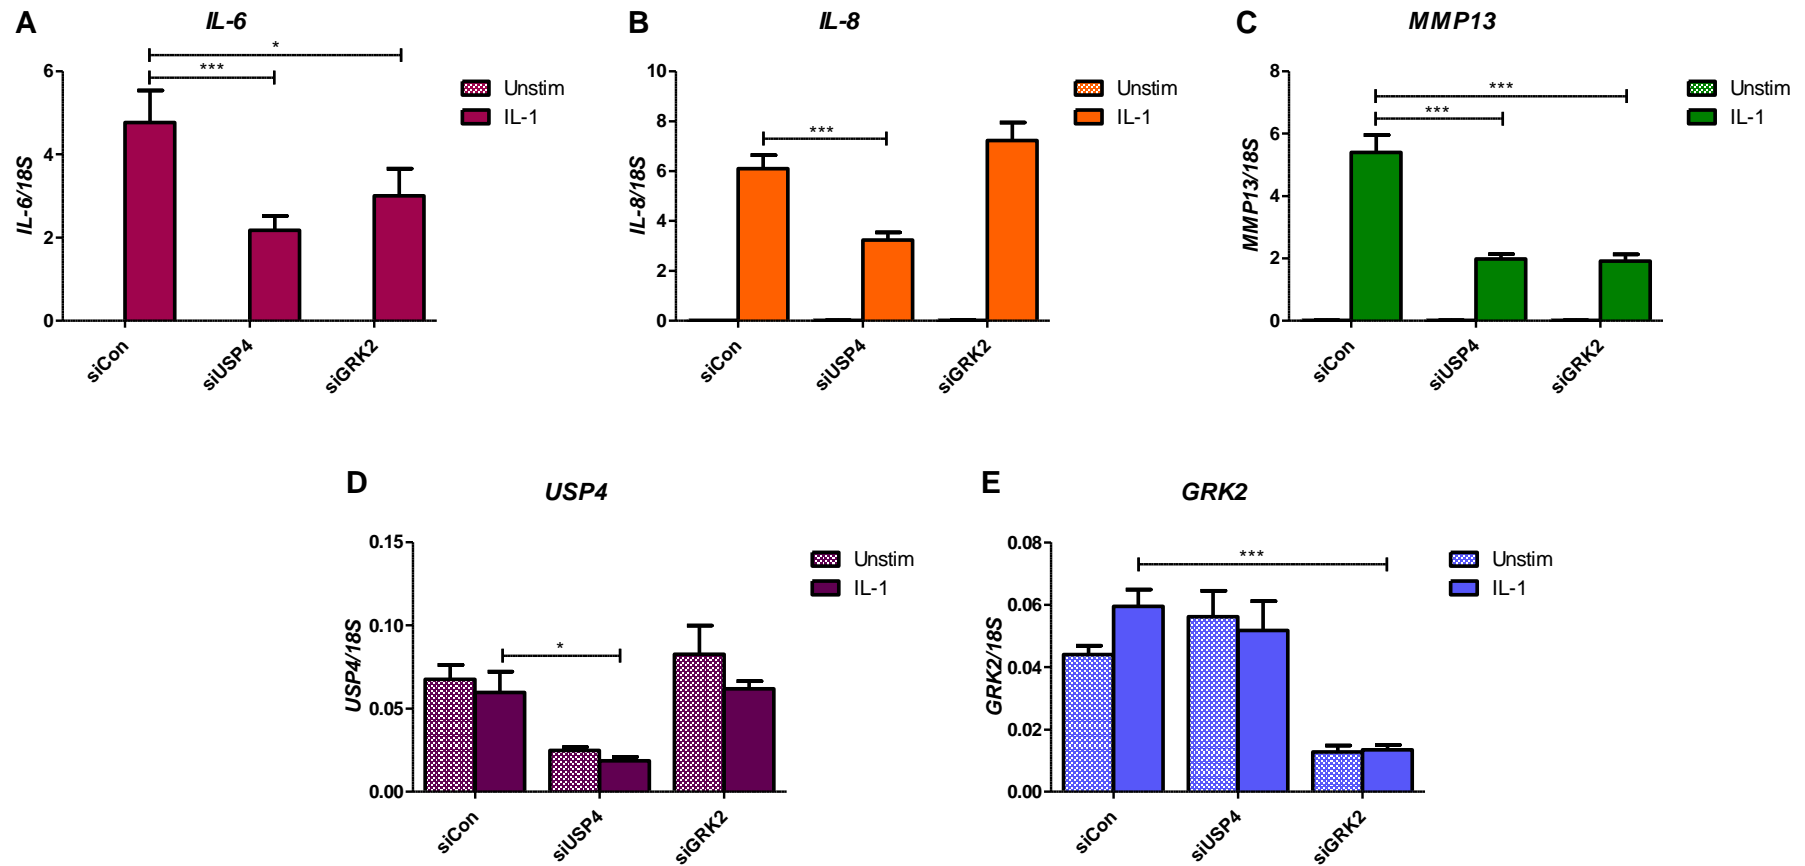 A
IL-6
*
***
6
4
2
0
IL-6/18S
siCon
siUSP4
siGRK2
Unstim
IL-1
B
IL-8
***
10
8
6
4
2
0
IL-8/18S
siCon
siUSP4
siGRK2
Unstim
IL-1
C
MMP13
***
***
8
6
4
2
0
MMP13/18S
siCon
siUSP4
siGRK2
Unstim
IL-1
D
USP4
*
0.15
0.10
0.05
0.00
USP4/18S
siCon
siUSP4
siGRK2
Unstim
IL-1
E
GRK2
***
0.08
0.06
0.04
0.02
0.00
GRK2/18S
siCon
siUSP4
siGRK2
Unstim
IL-1